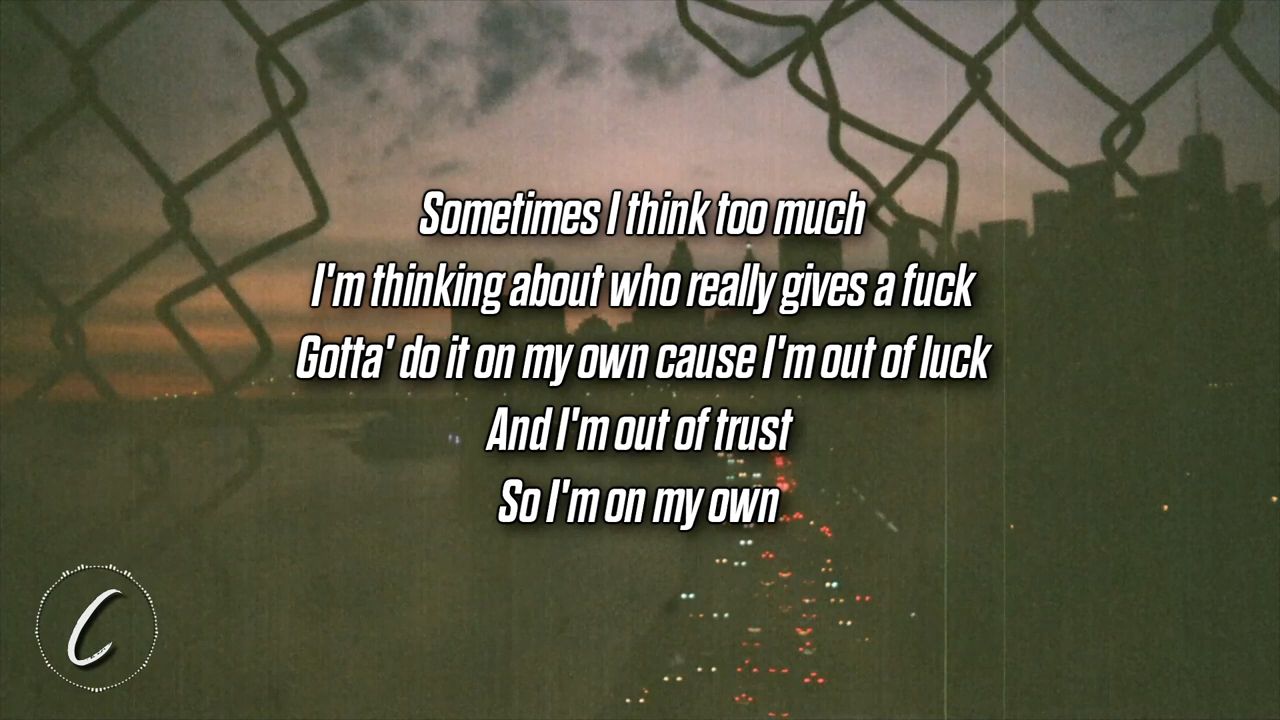 Sometimes I think too much
I'm thinking about who really gives a fuck
Gotta' do it on my own cause I'm out of luck
And I'm out of trust
So I'm on my own
C